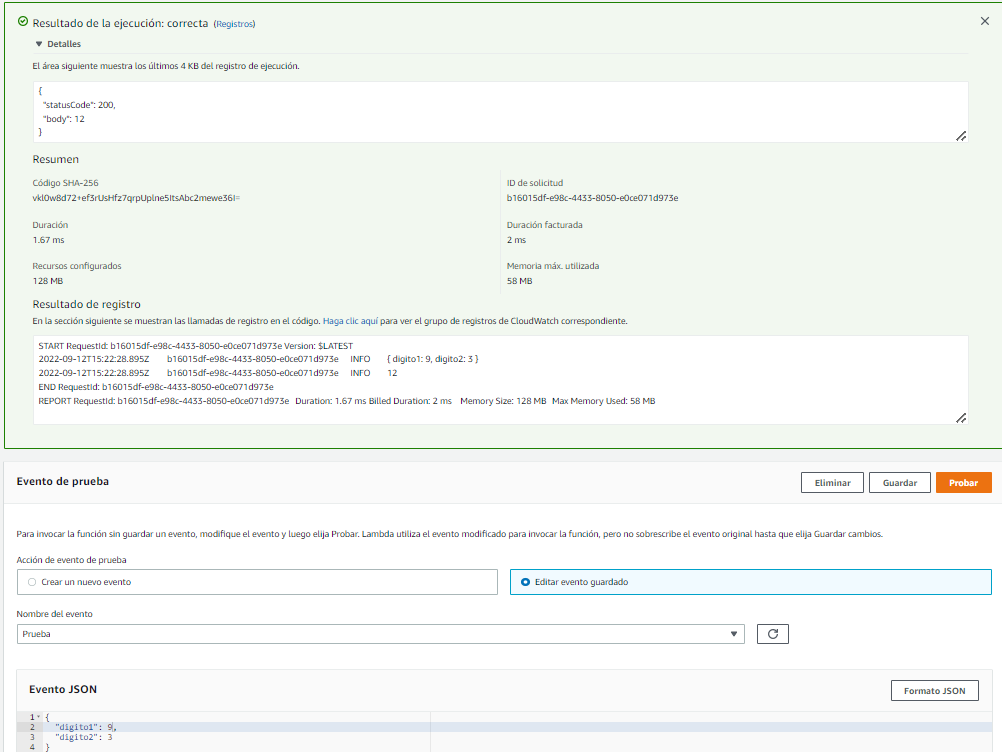 Resultado de la ejecución: correcta (Registros)
Detalles
El área siguiente muestra los últimos 4 KB del registro de ejecución.
{
"statusCode": 200,
"body": 12
}
Resumen
Código SHA-256
ID de solicitud
vkl0w8d72+ef3rUsHfz7qrpUplne5ItsAbc2mewe36I=
b16015df-e98c-4433-8050-e0ce071d973e
Duración
Duración facturada
1.67 ms
2 ms
Recursos configurados
Memoria máx. utilizada
128 MB
58 MB
Resultado de registro
En la sección siguiente se muestran las llamadas de registro en el código. Haga clic aquí para ver el grupo de registros de CloudWatch correspondiente.
START RequestId: b16015df-e98c-4433-8050-e0ce071d973e Version: $LATEST
2022-09-12T15:22:28.895Z b16015df-e98c-4433-8050-e0ce071d973e INFO { digito1: 9, digito2: 3 }
2022-09-12T15:22:28.895Z b16015df-e98c-4433-8050-e0ce071d973e INFO 12
END RequestId: b16015df-e98c-4433-8050-e0ce071d973e
REPORT RequestId: b16015df-e98c-4433-8050-e0ce071d973e Duration: 1.67 ms Billed Duration: 2 ms Memory Size: 128 MB Max Memory Used: 58 MB
Evento de prueba
Eliminar
Guardar
Probar
Para invocar la función sin guardar un evento, modifique el evento y luego elija Probar. Lambda utiliza el evento modificado para invocar la función, pero no sobrescribe el evento original hasta que elija Guardar cambios.
Acción de evento de prueba
Crear un nuevo evento
Editar evento guardado
Nombre del evento
Prueba
Evento JSON
Formato JSON
1 {
2 "digito1": 9,
3 "digito2": 3
4 }